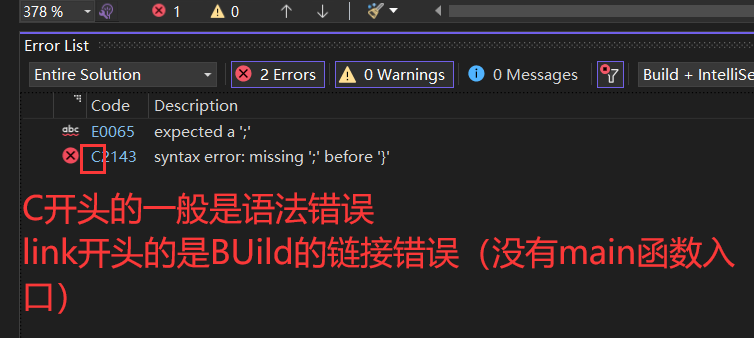 378 %
1
0
Error List
Entire Solution
2 Errors
0 Warnings
0 Messages
Build + IntelliSe
Code
Description
abc
E0065
expected a ';'
C2143
syntax error: missing ';' before '}'
C开头的一般是语法错误
link开头的是BUild的链接错误（没有main函数入
口）